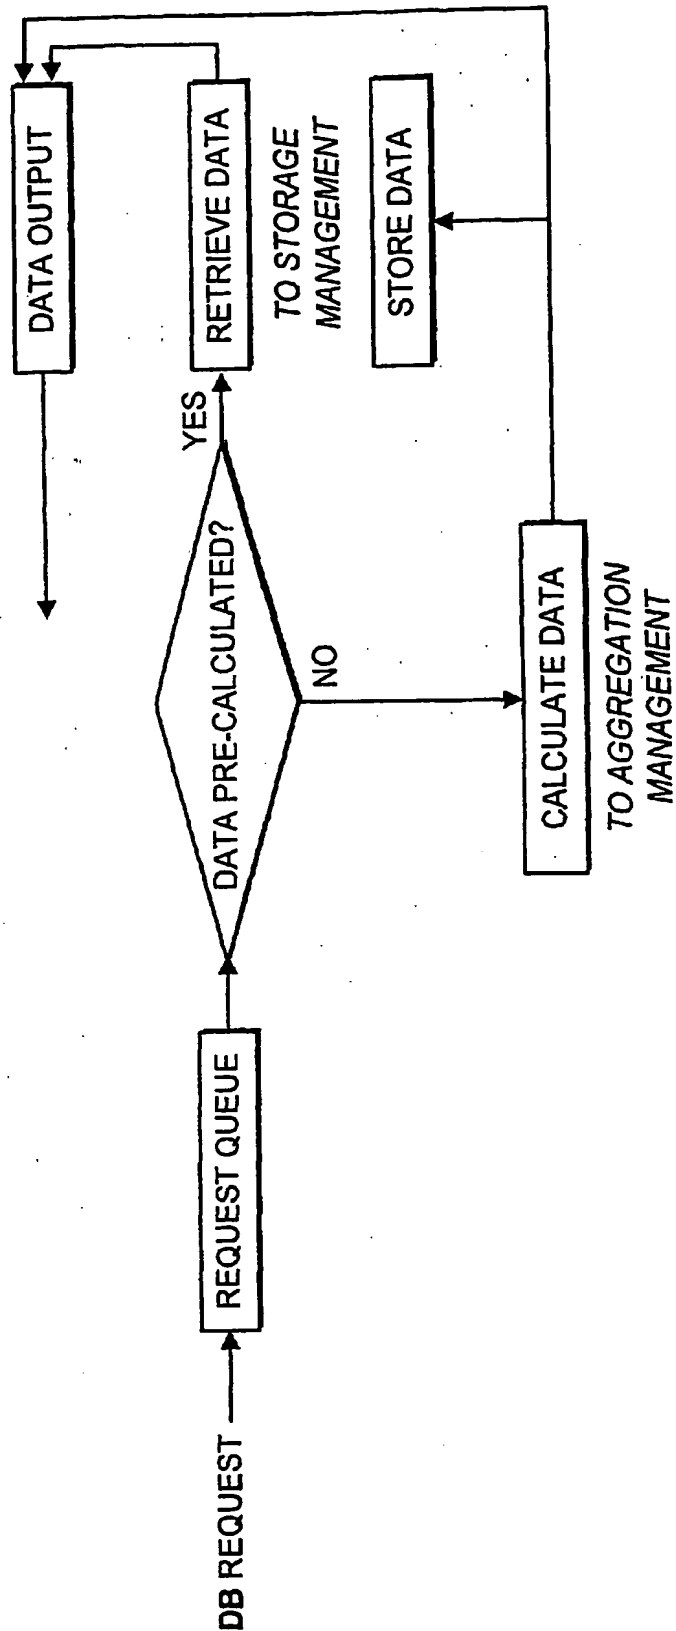 DB REQUEST
REQUEST QUEUE
DATA PRE-CALCULATED?
YES
NO
RETRIEVE DATA
TO STORAGE
MANAGEMENT
DATA OUTPUT
STORE DATA
CALCULATE DATA
TO AGGREGATION
MANAGEMENT